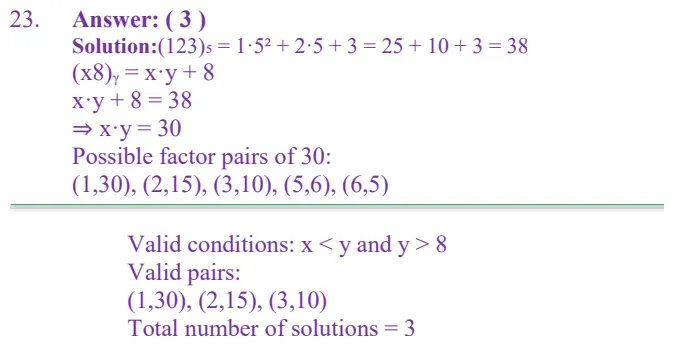 23. Answer: ( 3 )
Solution:(123)₅ = 1·5² + 2·5 + 3 = 25 + 10 + 3 = 38
(x8)ᵧ = x·y + 8
x·y + 8 = 38
⇒ x·y = 30
Possible factor pairs of 30:
(1,30), (2,15), (3,10), (5,6), (6,5)
Valid conditions: x < y and y > 8
Valid pairs:
(1,30), (2,15), (3,10)
Total number of solutions = 3